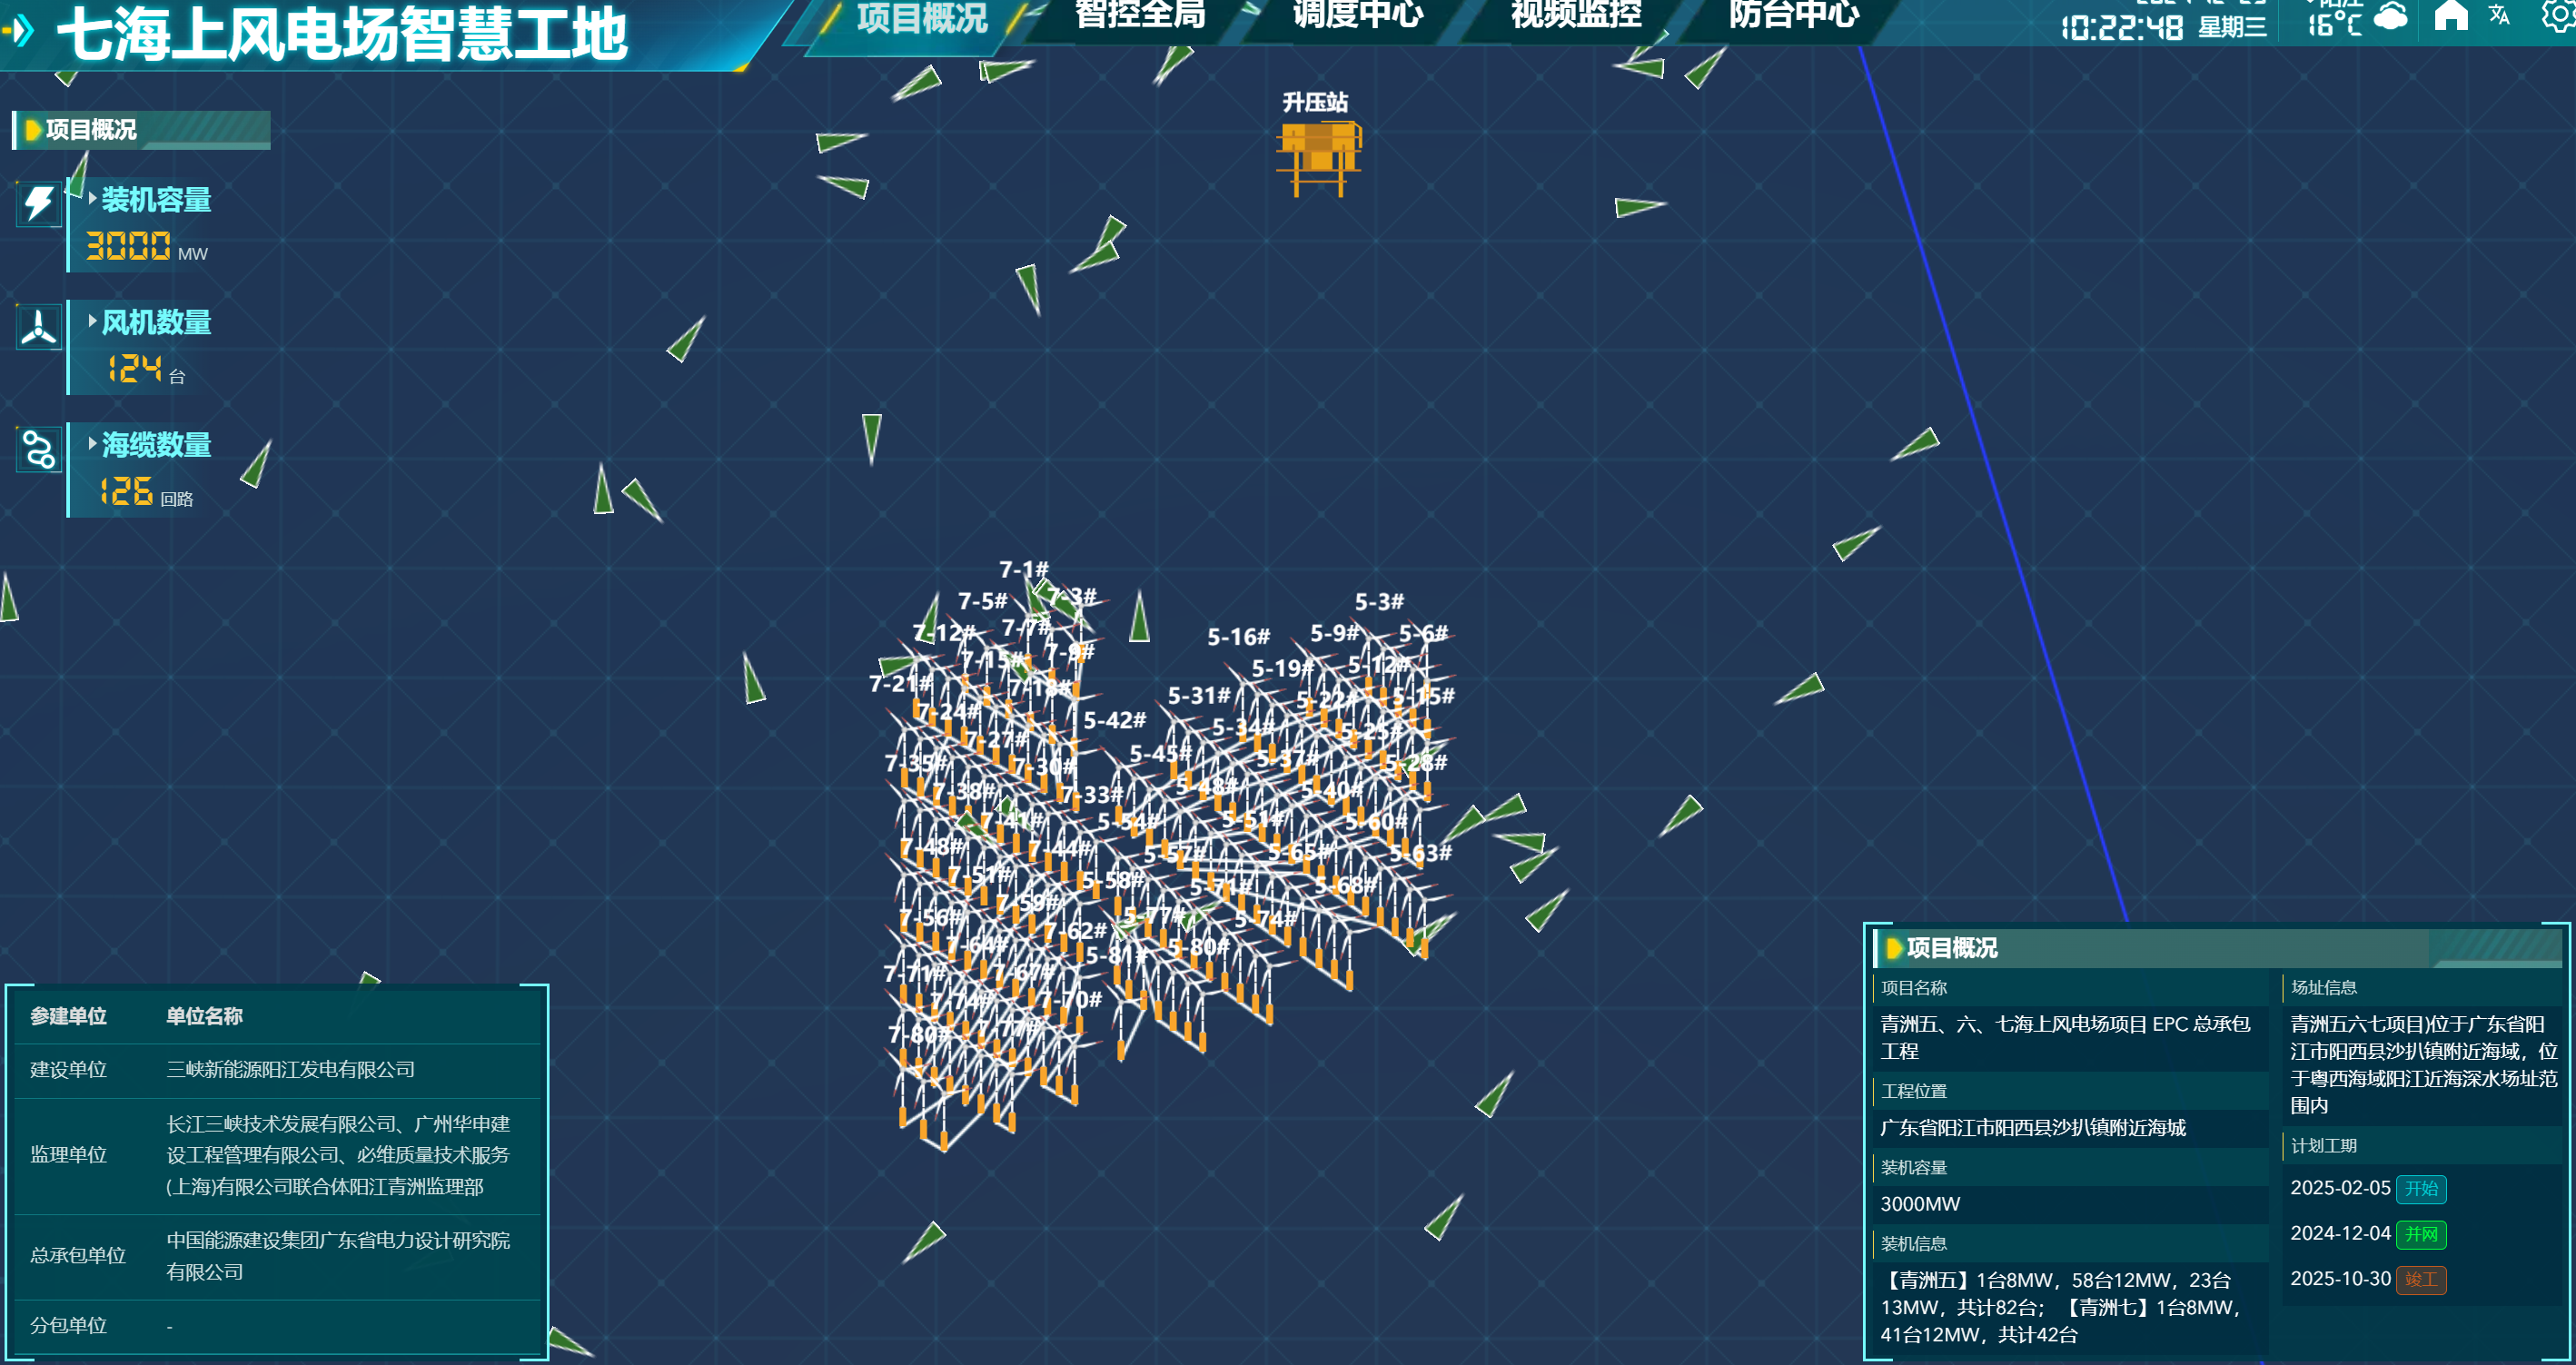 七海上风电场智慧工地
项目概况
智控全局
调度中心
视频监控
防台中心
10:22:48 星期三
16℃
项目概况
装机容量
3000 MW
风机数量
124 台
海缆数量
126 回路
升压站
7-1#
7-3#
7-5#
7-7#
7-12#
7-9#
7-15#
7-18#
7-21#
7-24#
7-27#
7-30#
7-35#
7-33#
7-38#
7-41#
7-44#
7-48#
7-51#
7-59#
7-56#
7-62#
7-64#
7-67#
7-71#
7-70#
7-74#
7-77#
7-80#
5-3#
5-6#
5-9#
5-16#
5-12#
5-19#
5-15#
5-22#
5-31#
5-25#
5-34#
5-42#
5-28#
5-37#
5-45#
5-40#
5-48#
5-51#
5-54#
5-60#
5-57#
5-65#
5-63#
5-58#
5-71#
5-68#
5-77#
5-74#
5-80#
5-81#
参建单位 单位名称
建设单位 三峡新能源阳江发电有限公司
监理单位 长江三峡技术发展有限公司、广州华申建
设工程管理有限公司、必维质量技术服务
(上海)有限公司联合体阳江青洲监理部
总承包单位 中国能源建设集团广东省电力设计研究院
有限公司
分包单位 -
项目概况
项目名称
青洲五、六、七海上风电场项目 EPC 总承包
工程
工程位置
广东省阳江市阳西县沙扒镇附近海城
装机容量
3000MW
装机信息
【青洲五】1台8MW，58台12MW，23台
13MW，共计82台；【青洲七】1台8MW，
41台12MW，共计42台
场址信息
青洲五六七项目)位于广东省阳
江市阳西县沙扒镇附近海域，位
于粤西海域阳江近海深水场址范
围内
计划工期
2025-02-05 开始
2024-12-04 并网
2025-10-30 竣工